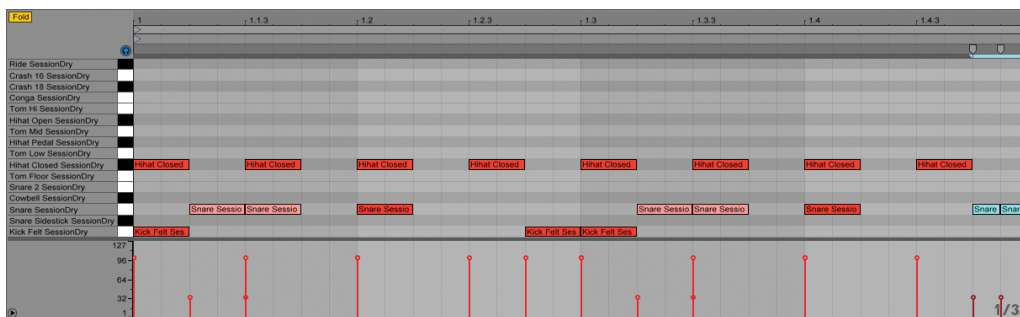 Fold
1 1.1.3 1.2 1.2.3 1.3 1.3.3 1.4 1.4.3
Ride SessionDry
Crash 16 SessionDry
Crash 18 SessionDry
Conga SessionDry
Tom Hi SessionDry
Hihat Open SessionDry
Tom Mid SessionDry
Hihat Pedal SessionDry
Tom Low SessionDry
Hihat Closed SessionDry Hihat Closed Hihat Closed Hihat Closed Hihat Closed Hihat Closed Hihat Closed Hihat Closed Hihat Closed
Tom Floor SessionDry
Snare 2 SessionDry
Cowbell SessionDry
Snare SessionDry Snare Sessio Snare Sessio Snare Sessio Snare Sessio Snare Sessio Snare Sessio Snare Snar
Snare Sidestick SessionDry
Kick Felt SessionDry Kick Felt Ses Kick Felt Ses Kick Felt Ses
127
96
64
32
1
1/3